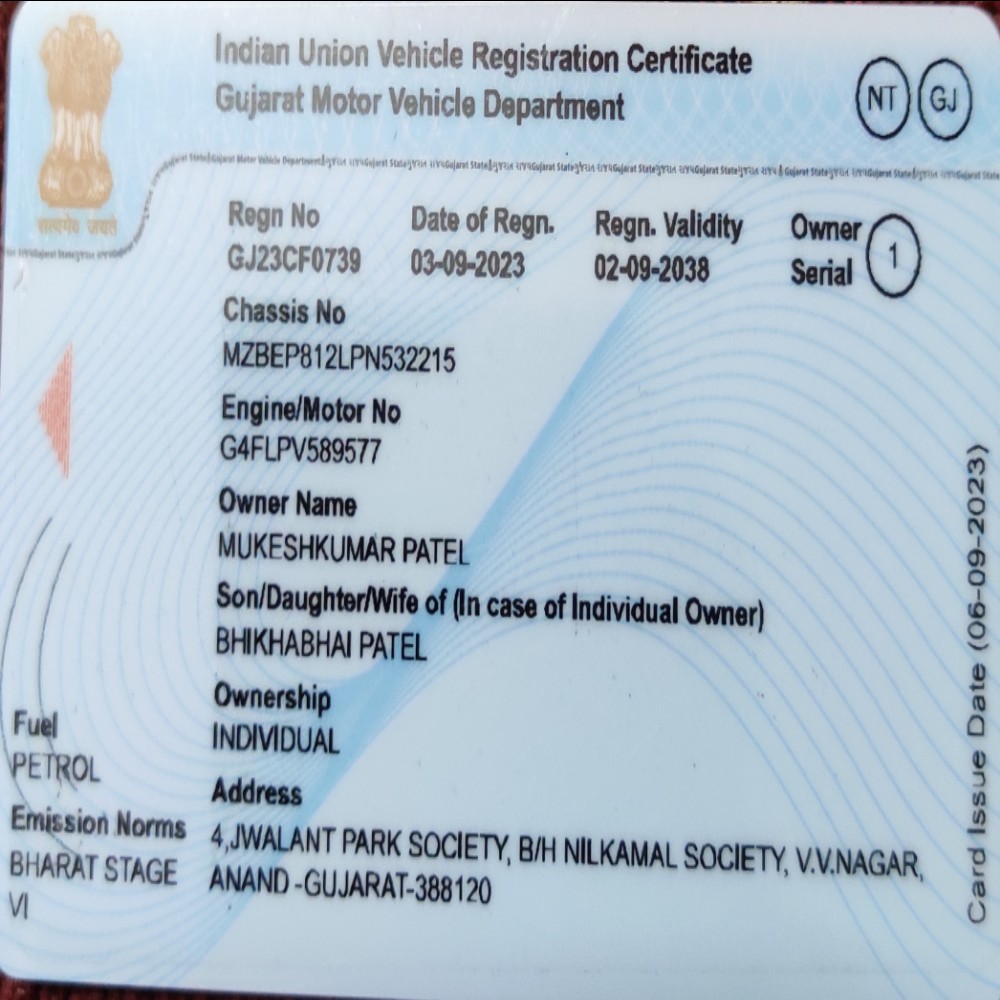 Indian Union Vehicle Registration Certificate
Gujarat Motor Vehicle Department
NT GJ
सत्यमेव जयते
Regn No Date of Regn. Regn. Validity Owner Serial 1
GJ23CF0739 03-09-2023 02-09-2038
Chassis No
MZBEP812LPN532215
Engine/Motor No
G4FLPV589577
Owner Name
MUKESHKUMAR PATEL
Son/Daughter/Wife of (In case of Individual Owner)
BHIKHABHAI PATEL
Ownership
INDIVIDUAL
Address
4,JWALANT PARK SOCIETY, B/H NILKAMAL SOCIETY, V.V.NAGAR,
ANAND -GUJARAT-388120
Fuel
PETROL
Emission Norms
BHARAT STAGE
VI
Card Issue Date (06-09-2023)